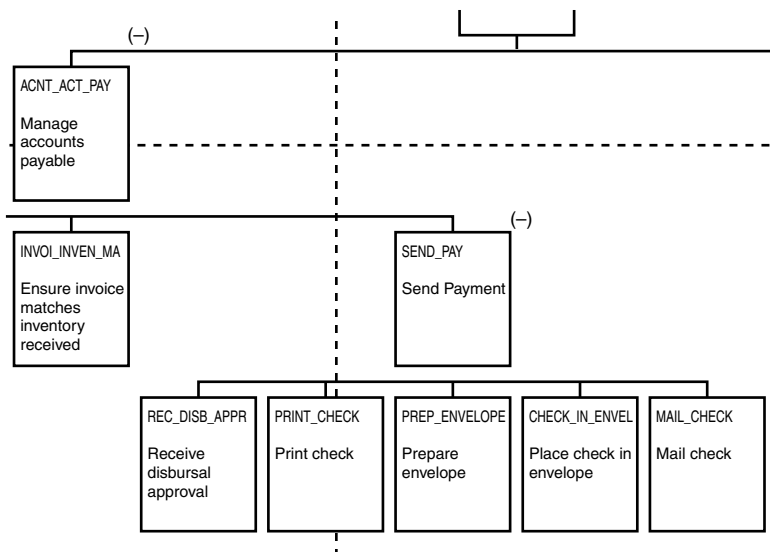 (–)
ACNT_ACT_PAY
Manage
accounts
payable
(–)
INVOI_INVEN_MA
Ensure invoice
matches
inventory
received
SEND_PAY
Send Payment
REC_DISB_APPR
Receive
disbursal
approval
PRINT_CHECK
Print check
PREP_ENVELOPE
Prepare
envelope
CHECK_IN_ENVEL
Place check in
envelope
MAIL_CHECK
Mail check